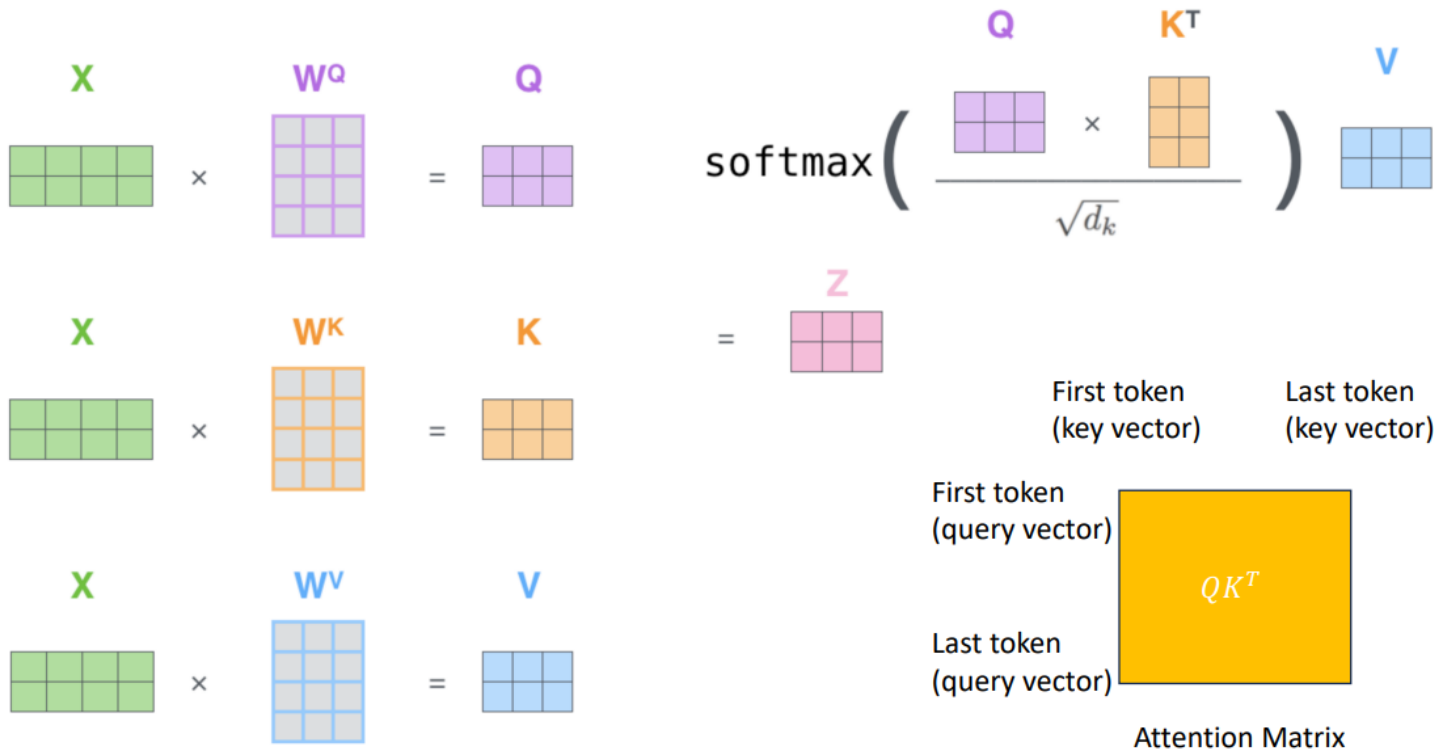 X × W^Q = Q
X × W^K = K
X × W^V = V
Q K^T V
softmax( × )
√d_k
Z
=
First token
(key vector)
Last token
(key vector)
First token
(query vector)
QK^T
Last token
(query vector)
Attention Matrix